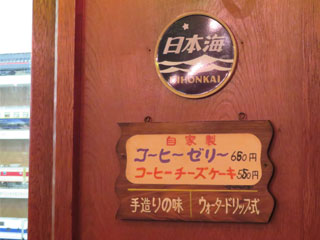 日本海
NIHONKAI
自家製
コーヒーゼリー650円
コーヒーチーズケーキ550円
手造りの味 ウォータードリップ式